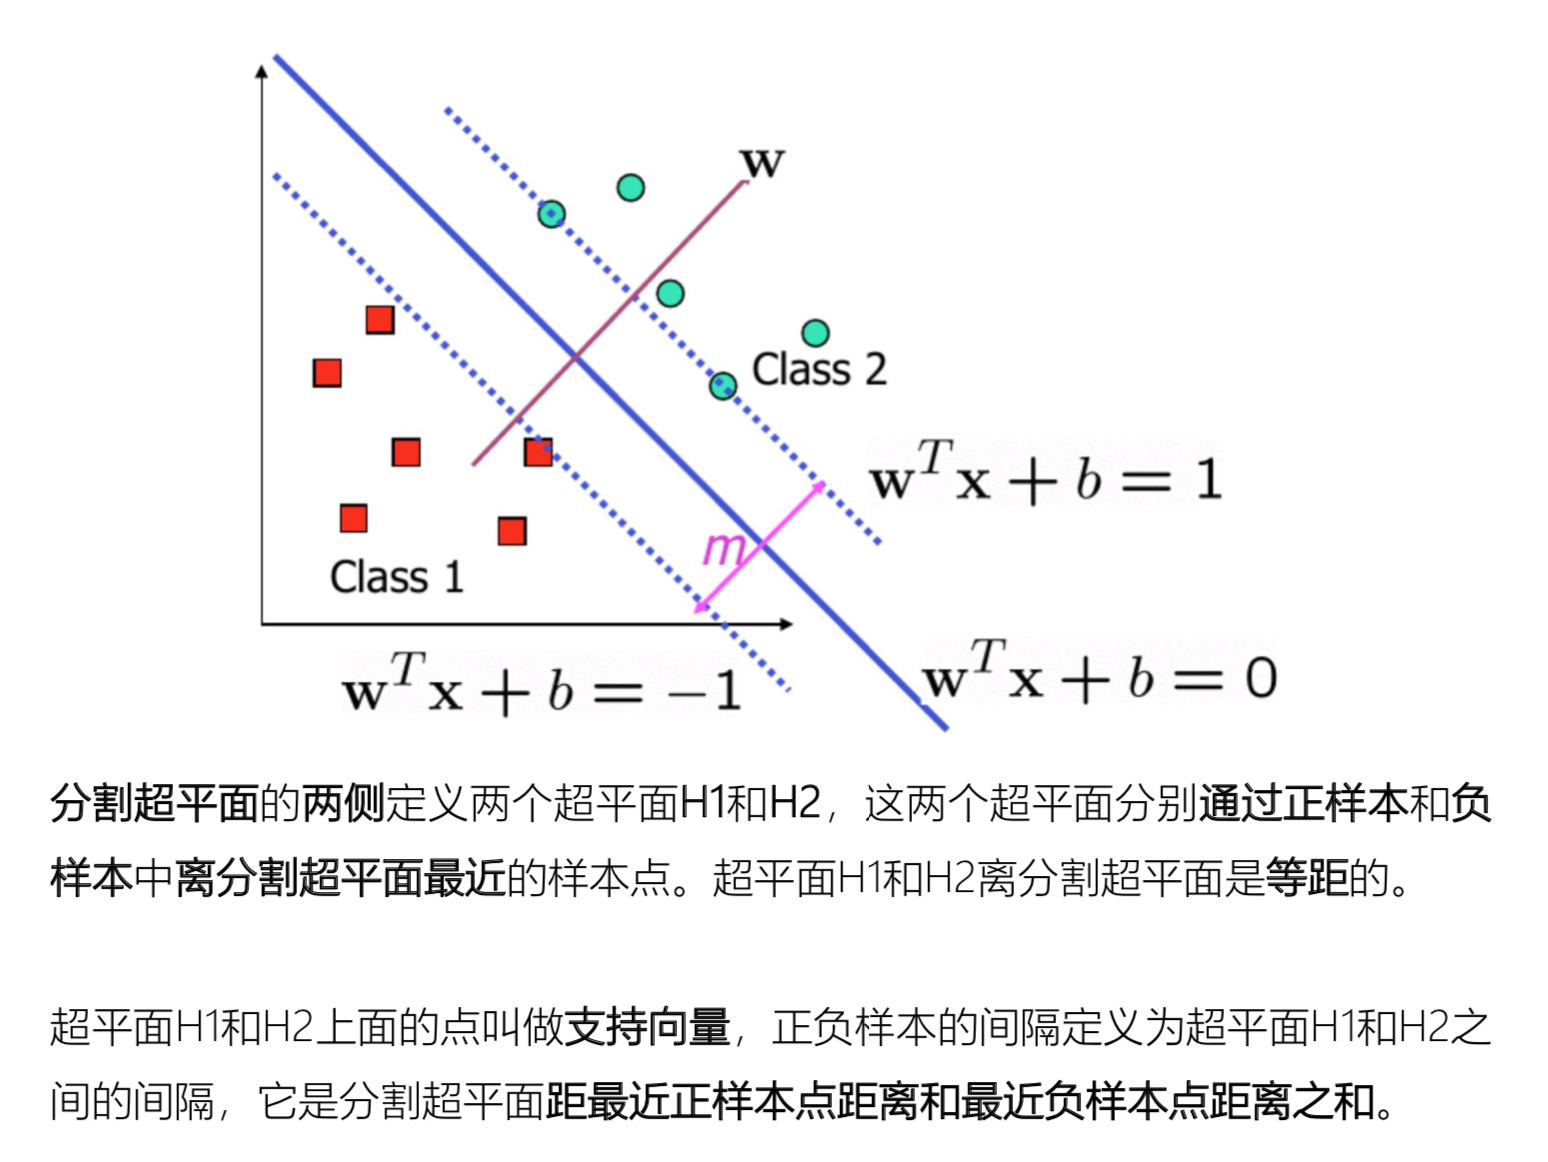 w
Class 2
w^T x + b = 1
m
Class 1
w^T x + b = −1
w^T x + b = 0
分割超平面的两侧定义两个超平面H1和H2，这两个超平面分别通过正样本和负
样本中离分割超平面最近的样本点。超平面H1和H2离分割超平面是等距的。
超平面H1和H2上面的点叫做支持向量，正负样本的间隔定义为超平面H1和H2之
间的间隔，它是分割超平面距最近正样本点距离和最近负样本点距离之和。